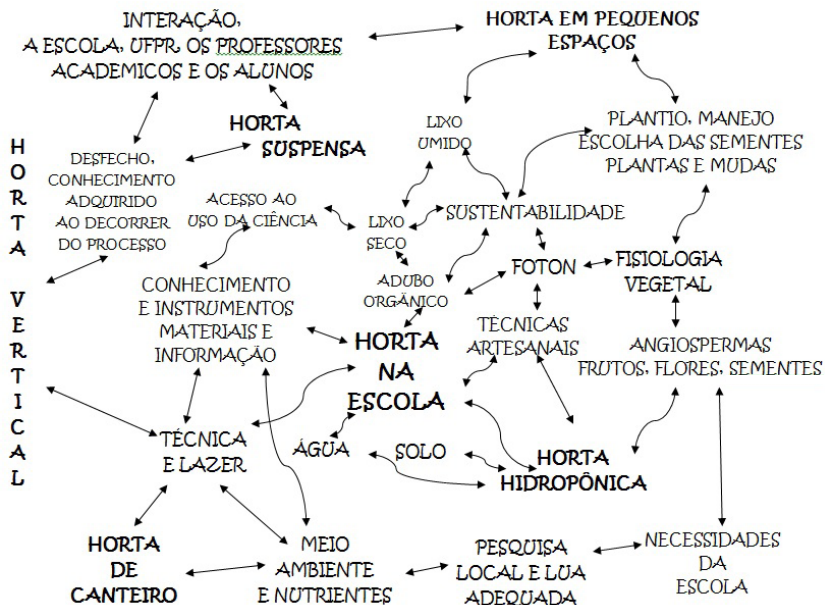 INTERAÇÃO,
A ESCOLA, UFPR, OS PROFESSORES
ACADEMICOS E OS ALUNOS
HORTA EM PEQUENOS
ESPAÇOS
HORTA
SUSPENSA
LIXO
UMIDO
PLANTIO, MANEJO
ESCOLHA DAS SEMENTES
PLANTAS E MUDAS
HORTA VERTICAL
DESFECHO,
CONHECIMENTO
ADQUIRIDO
AO DECORRER
DO PROCESSO
ACESSO AO
USO DA CIÊNCIA
LIXO
SECO
SUSTENTABILIDADE
CONHECIMENTO
E INSTRUMENTOS
MATERIAIS E
INFORMAÇÃO
ADUBO
ORGÂNICO
FOTON
FISIOLOGIA
VEGETAL
HORTA
NA
ESCOLA
TÉCNICAS
ARTESANAIS
ANGIOSPERMAS
FRUTOS, FLORES, SEMENTES
TÉCNICA
E LAZER
ÁGUA
SOLO
HORTA
HIDROPÔNICA
HORTA
DE
CANTEIRO
MEIO
AMBIENTE
E NUTRIENTES
PESQUISA
LOCAL E LUA
ADEQUADA
NECESSIDADES
DA
ESCOLA